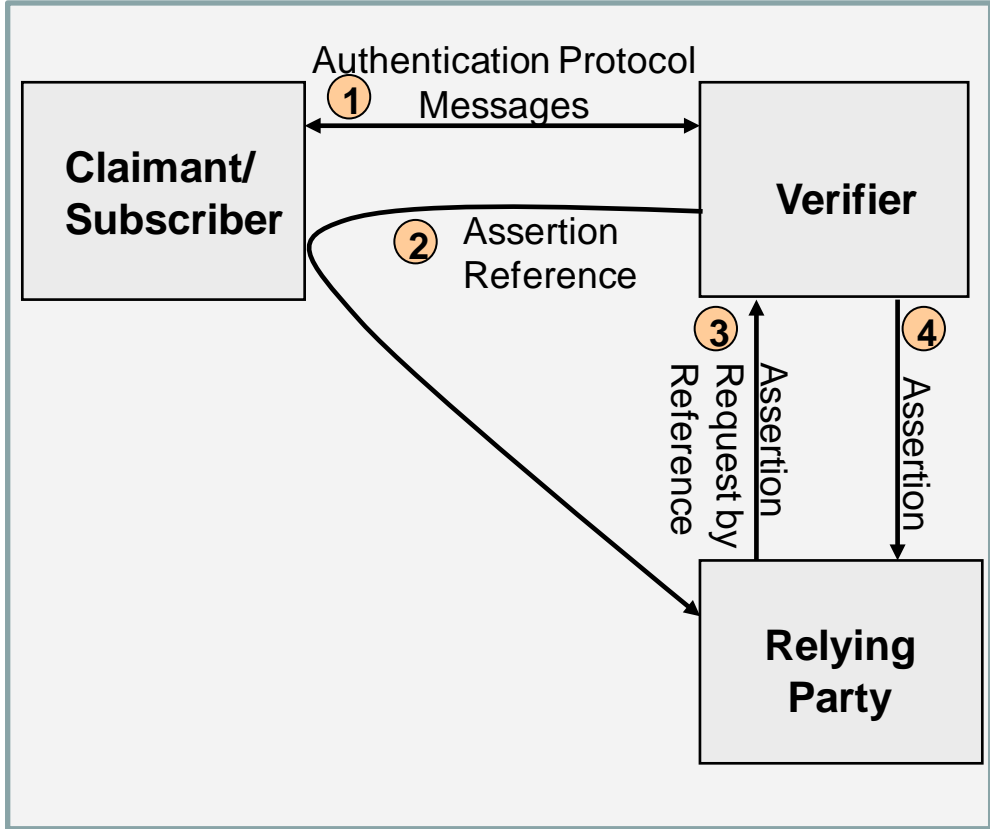 Authentication Protocol
1
Messages
Claimant/
Subscriber
Verifier
2
Assertion
Reference
3
Assertion
Request by
Reference
4
Assertion
Relying
Party